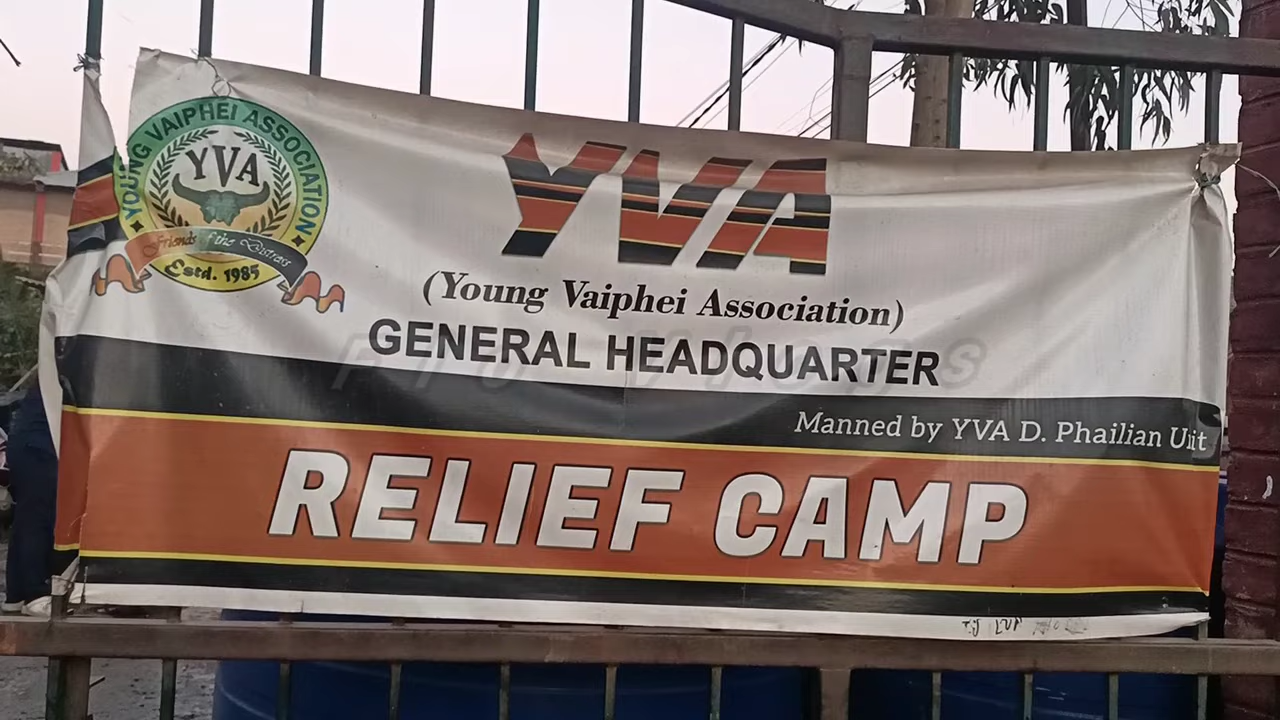 YOUNG VAIPHEI ASSOCIATION
YVA
Friends of the Distress
Estd. 1985
YVA
(Young Vaiphei Association)
GENERAL HEADQUARTER
Manned by YVA D. Phailian Unit
RELIEF CAMP